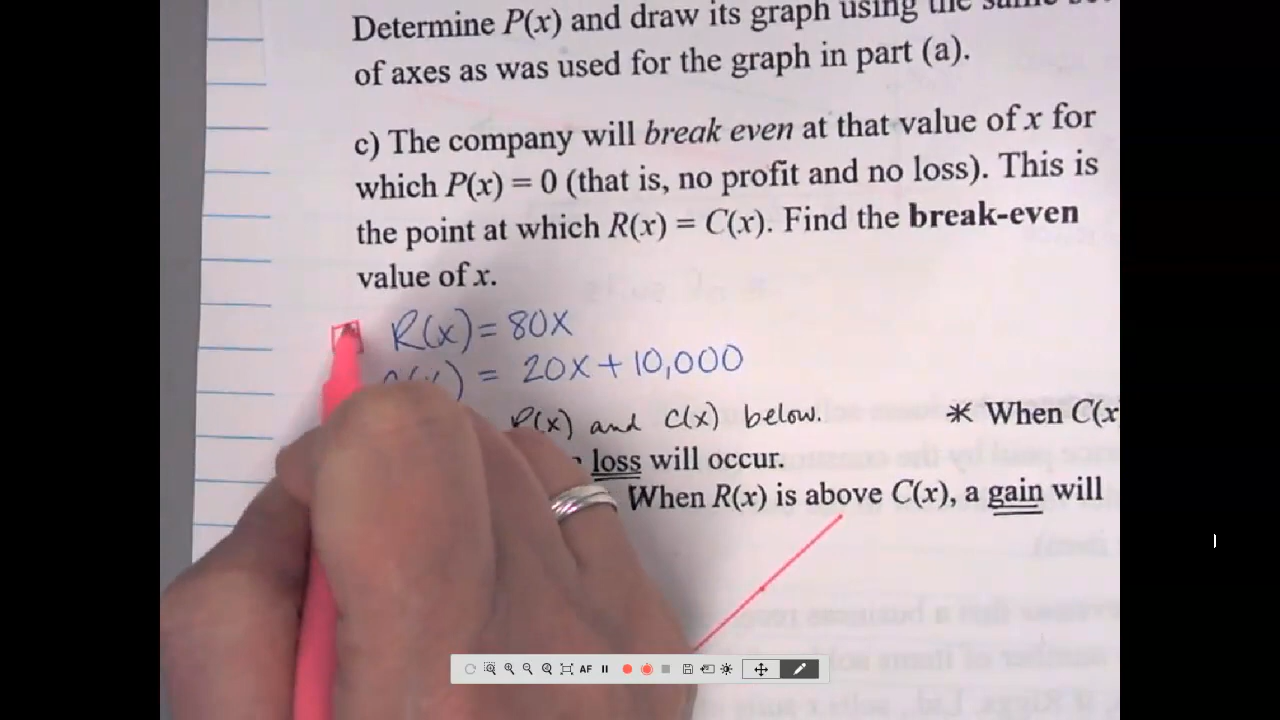 Determine P(x) and draw its graph using the same
of axes as was used for the graph in part (a).
c) The company will break even at that value of x for
which P(x) = 0 (that is, no profit and no loss). This is
the point at which R(x) = C(x). Find the break-even
value of x.
R(x) = 80x
= 20x + 10,000
R(x) and C(x) below.
* When C(x
loss will occur.
When R(x) is above C(x), a gain will
AF